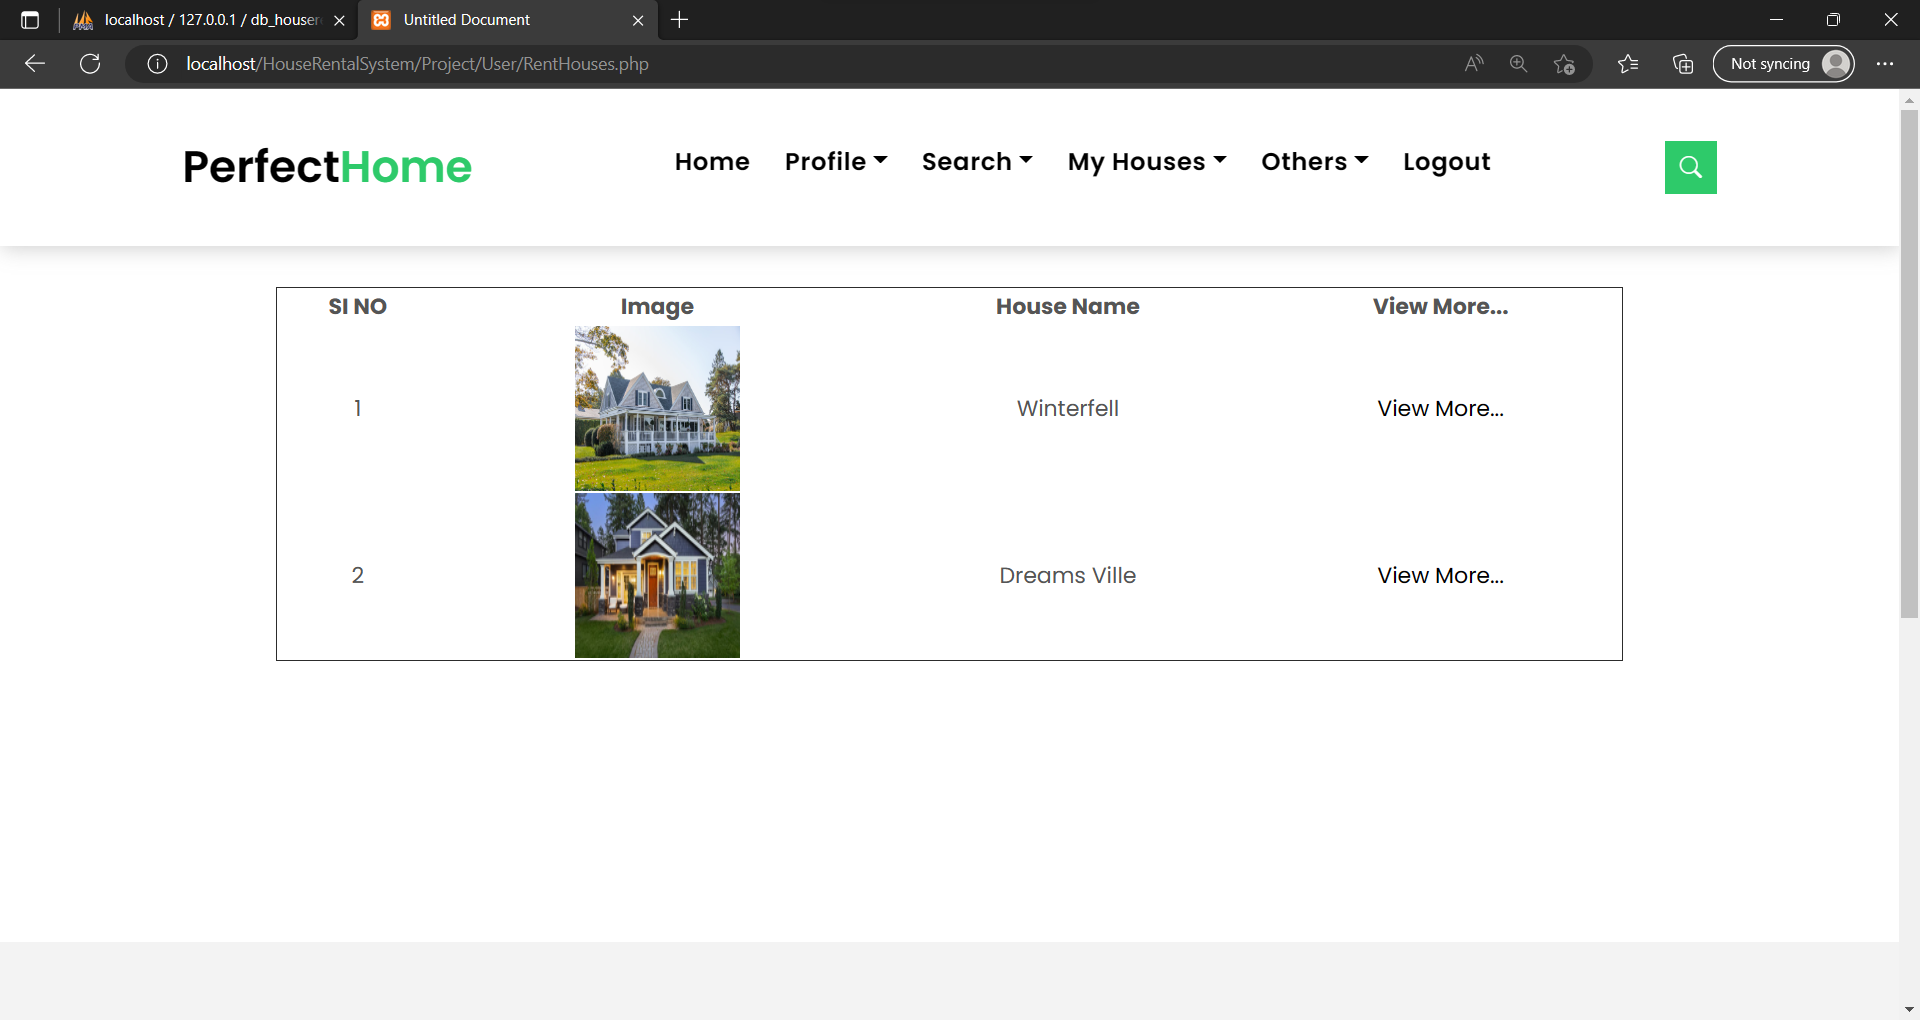 localhost / 127.0.0.1 / db_houser
Untitled Document
localhost/HouseRentalSystem/Project/User/RentHouses.php
Not syncing
PerfectHome
Home Profile Search My Houses Others Logout
SI NO Image House Name View More...
1 Winterfell View More...
2 Dreams Ville View More...